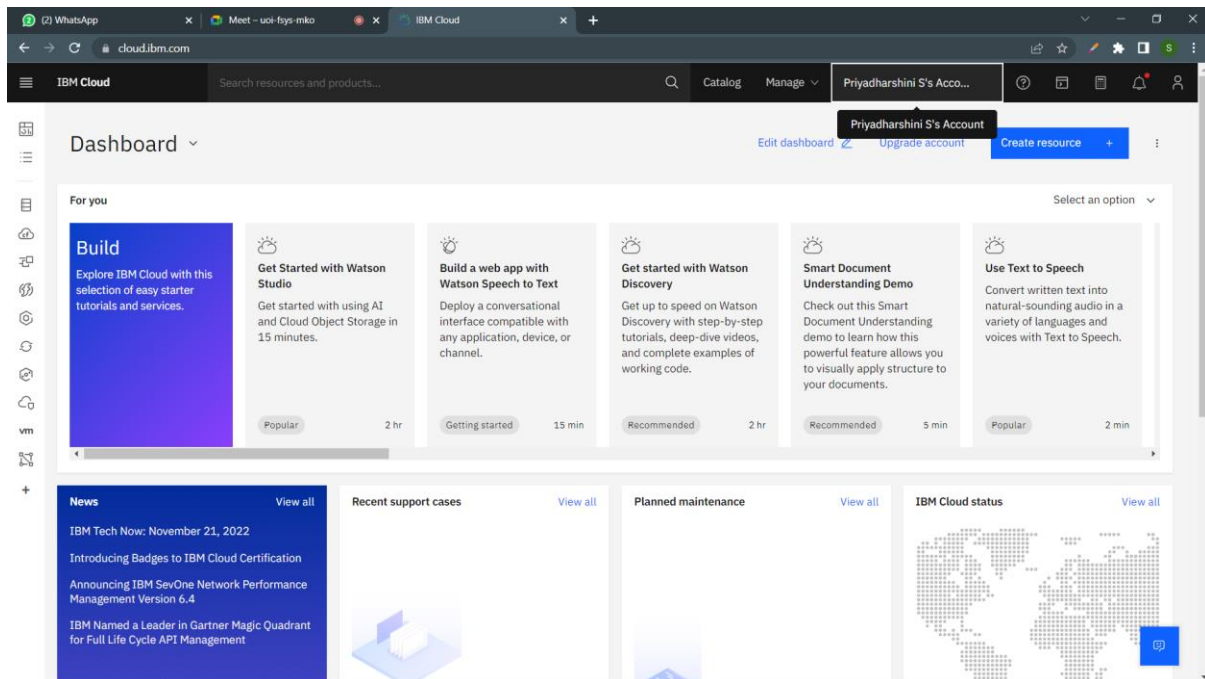 (2) WhatsApp
Meet – uoi-fsys-mko
IBM Cloud
cloud.ibm.com
S
IBM Cloud
Search resources and products...
Catalog
Manage
Priyadharshini S's Acco...
Priyadharshini S's Account
Dashboard
Edit dashboard
Upgrade account
Create resource +
For you
Select an option
Build
Explore IBM Cloud with this
selection of easy starter
tutorials and services.
Get Started with Watson
Studio
Get started with using AI
and Cloud Object Storage in
15 minutes.
Popular
2 hr
Build a web app with
Watson Speech to Text
Deploy a conversational
interface compatible with
any application, device, or
channel.
Getting started
15 min
Get started with Watson
Discovery
Get up to speed on Watson
Discovery with step-by-step
tutorials, deep-dive videos,
and complete examples of
working code.
Recommended
2 hr
Smart Document
Understanding Demo
Check out this Smart
Document Understanding
demo to learn how this
powerful feature allows you
to visually apply structure to
your documents.
Recommended
5 min
Use Text to Speech
Convert written text into
natural-sounding audio in a
variety of languages and
voices with Text to Speech.
Popular
2 min
vm
News
View all
IBM Tech Now: November 21, 2022
Introducing Badges to IBM Cloud Certification
Announcing IBM SevOne Network Performance
Management Version 6.4
IBM Named a Leader in Gartner Magic Quadrant
for Full Life Cycle API Management
Recent support cases
View all
Planned maintenance
View all
IBM Cloud status
View all